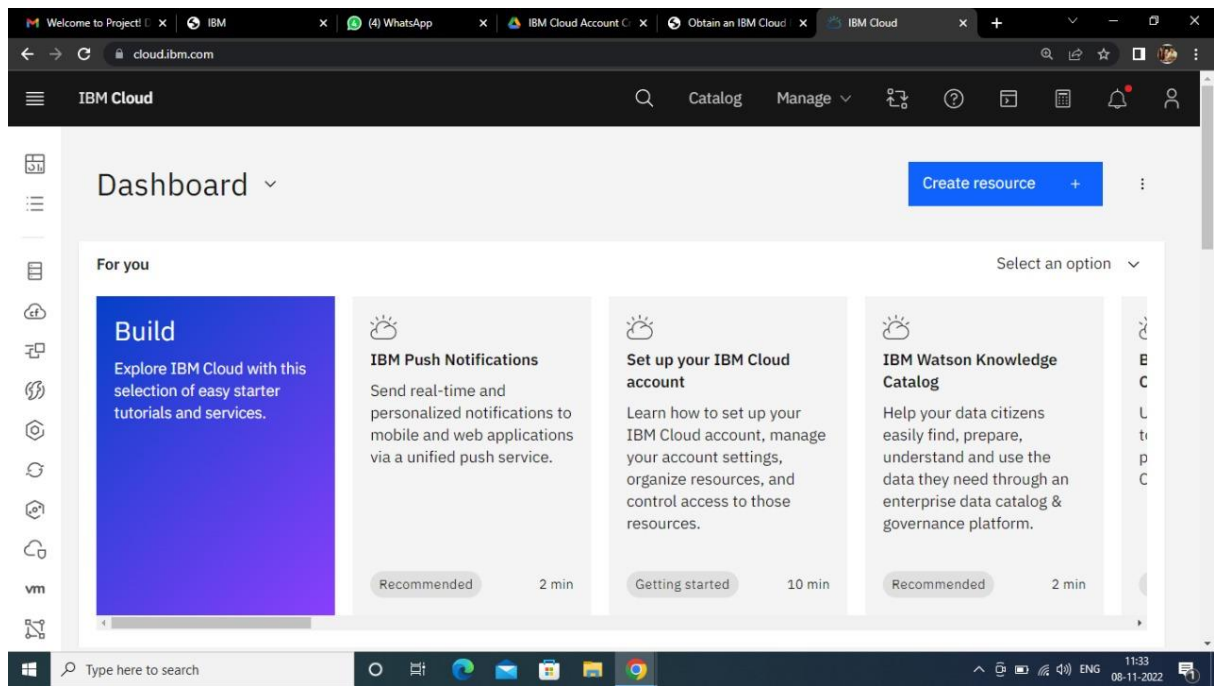 Welcome to Project!
IBM
(4) WhatsApp
IBM Cloud Account
Obtain an IBM Cloud
IBM Cloud
cloud.ibm.com
IBM Cloud
Catalog
Manage
Dashboard
Create resource +
For you
Select an option
Build
Explore IBM Cloud with this
selection of easy starter
tutorials and services.
IBM Push Notifications
Send real-time and
personalized notifications to
mobile and web applications
via a unified push service.
Recommended
2 min
Set up your IBM Cloud
account
Learn how to set up your
IBM Cloud account, manage
your account settings,
organize resources, and
control access to those
resources.
Getting started
10 min
IBM Watson Knowledge
Catalog
Help your data citizens
easily find, prepare,
understand and use the
data they need through an
enterprise data catalog &
governance platform.
Recommended
2 min
cf
vm
Type here to search
ENG
11:33
08-11-2022